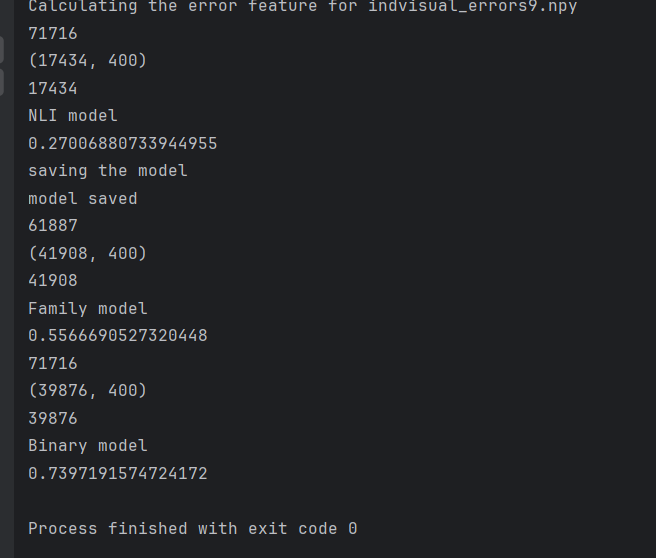 Calculating the error feature for indvisual_errors9.npy
71716
(17434, 400)
17434
NLI model
0.27006880733944955
saving the model
model saved
61887
(41908, 400)
41908
Family model
0.5566690527320448
71716
(39876, 400)
39876
Binary model
0.7397191574724172
Process finished with exit code 0